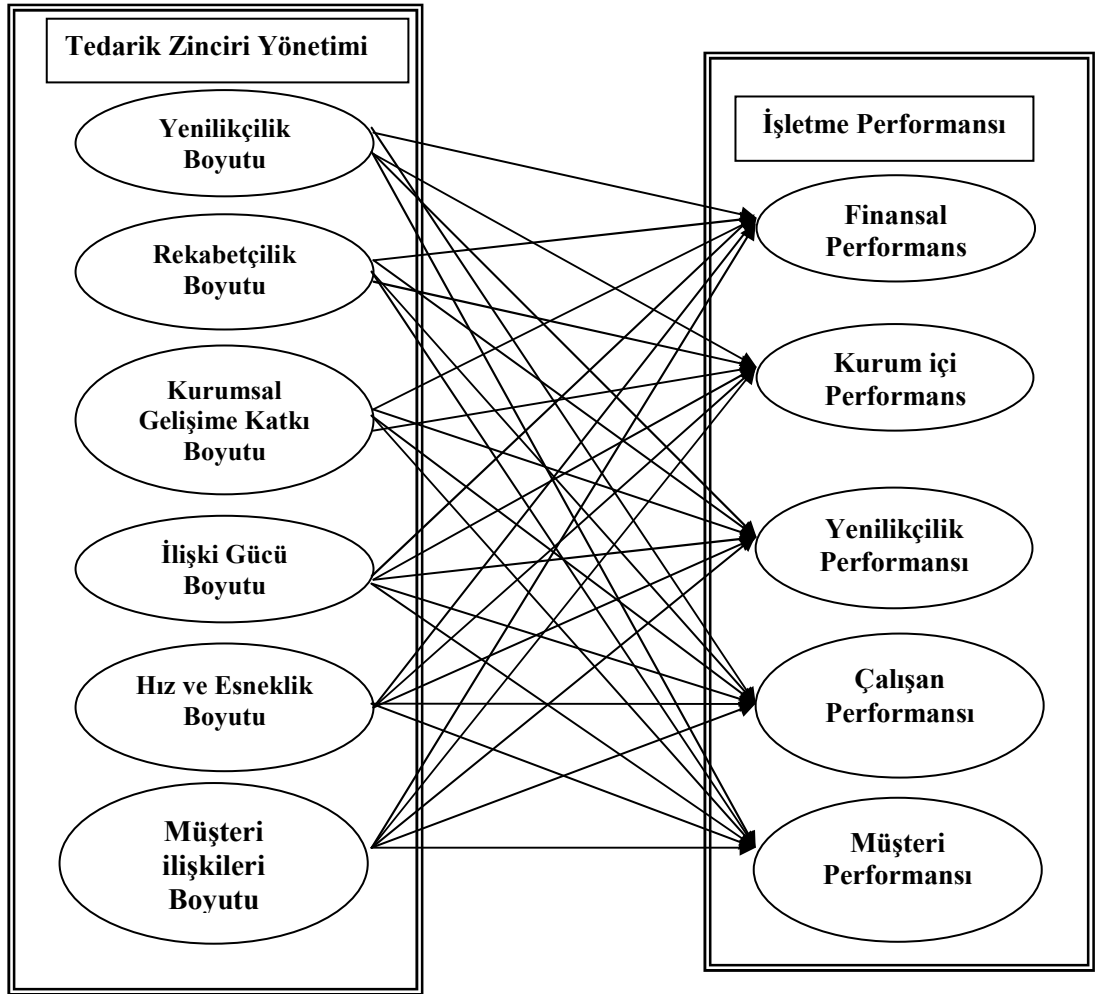 Tedarik Zinciri Yönetimi
Yenilikçilik
Boyutu
Rekabetçilik
Boyutu
Kurumsal
Gelişime Katkı
Boyutu
İlişki Gücü
Boyutu
Hız ve Esneklik
Boyutu
Müşteri
ilişkileri
Boyutu
İşletme Performansı
Finansal
Performans
Kurum içi
Performans
Yenilikçilik
Performansı
Çalışan
Performansı
Müşteri
Performansı